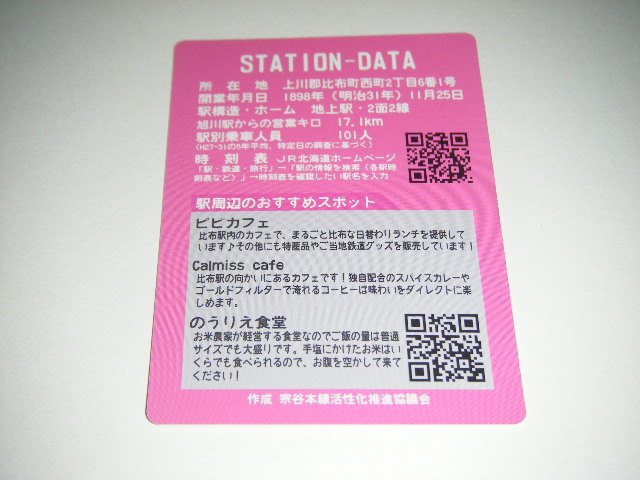 STATION-DATA
所在地 上川郡比布町西町2丁目6番1号
開業年月日 1898年(明治31年)11月25日
駅構造・ホーム 地上駅・2面2線
旭川駅からの営業キロ 17.1km
駅別乗車人員 101人
(H27-31の5年平均、特定日の調査に基づく)
時刻表 JR北海道ホームページ
「駅・鉄道・旅行」→「駅の情報を検索(各駅時
刻表など)」→時刻表を確認したい駅名を入力
駅周辺のおすすめスポット
ピピカフェ
比布駅内のカフェで、まるごと比布な日替わりランチを提供して
います♪その他にも特産品やご当地鉄道グッズを販売しています!
Calmiss cafe
比布駅の向かいにあるカフェです!独自配合のスパイスカレーや
ゴールドフィルターで淹れるコーヒーは味わいをダイレクトに楽
しめます。
のうりえ食堂
お米農家が経営する食堂なのでご飯の量は普通
サイズでも大盛りです。手塩にかけたお米はい
くらでも食べられるので、お腹を空かして来て
ください!
作成 宗谷本線活性化推進協議会